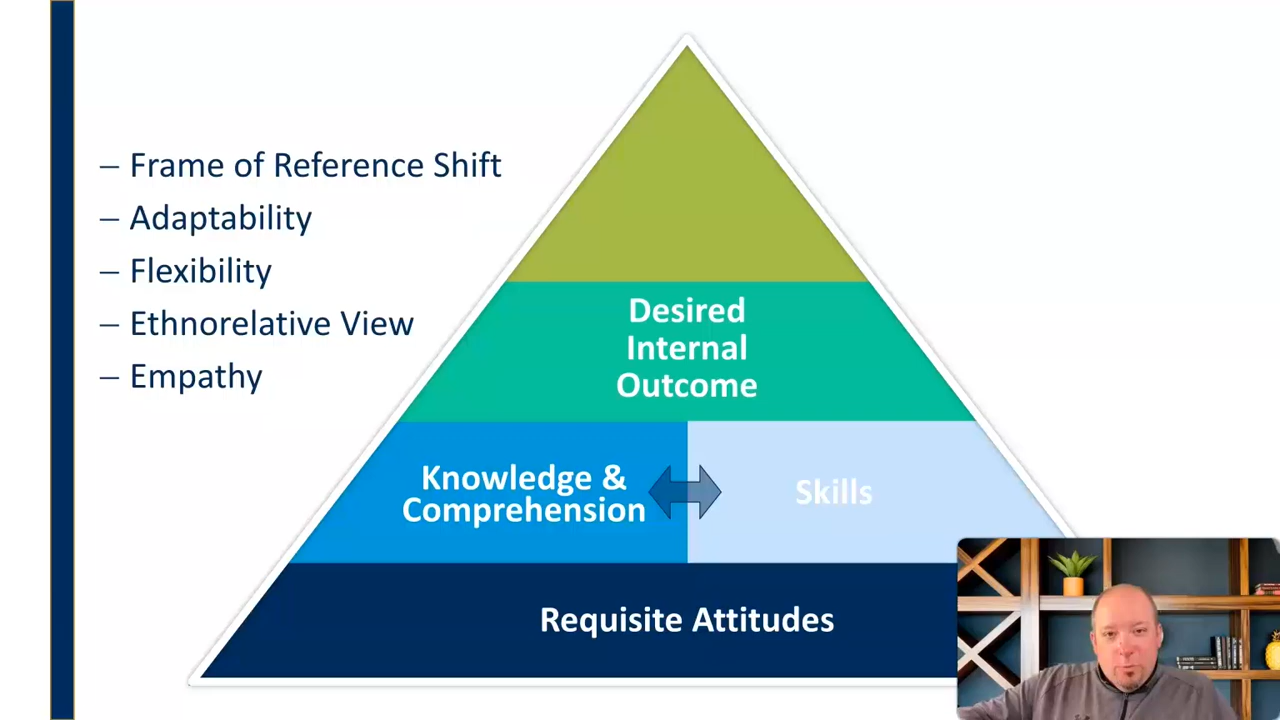 – Frame of Reference Shift
– Adaptability
– Flexibility
– Ethnorelative View
– Empathy
Desired
Internal
Outcome
Knowledge &
Comprehension
Skills
Requisite Attitudes